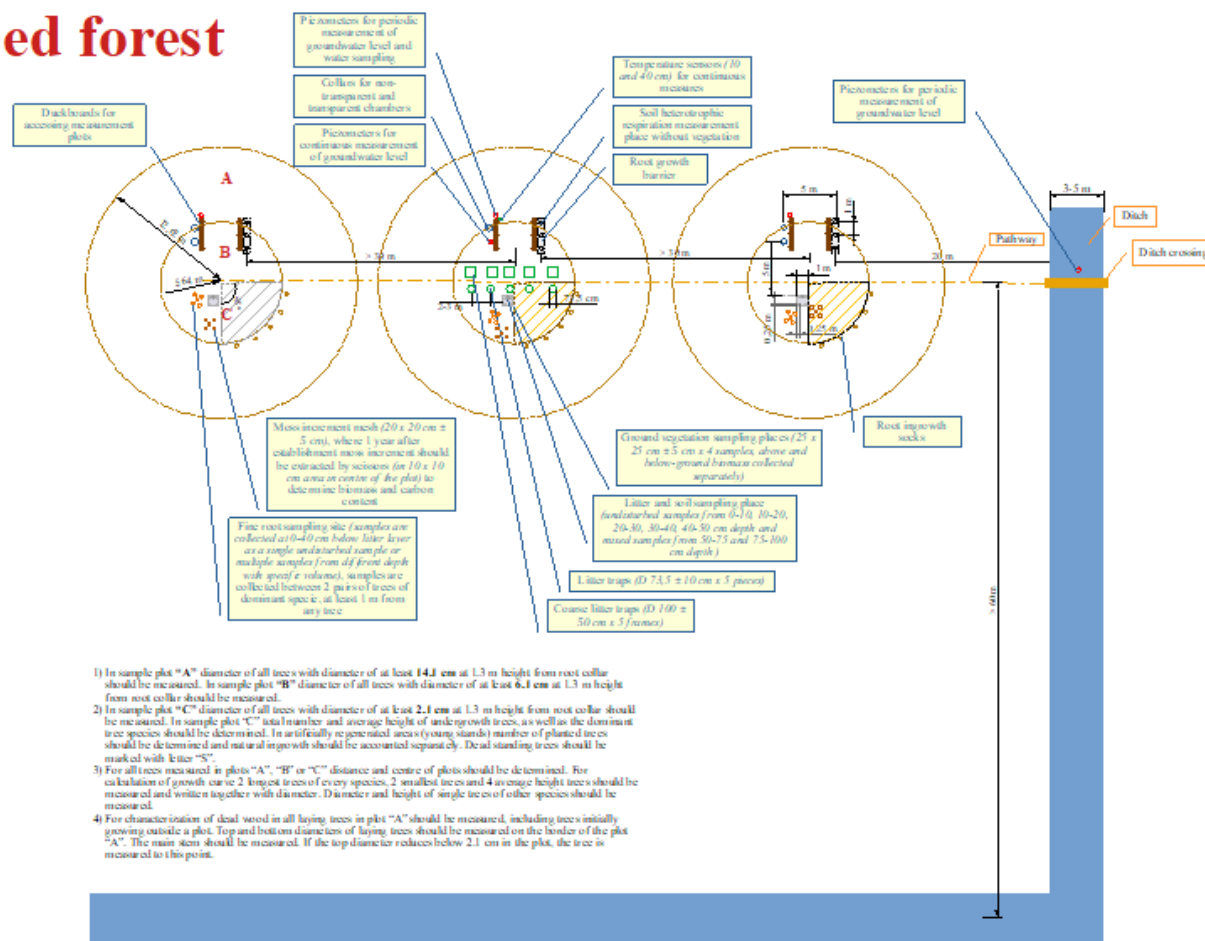 ed forest
Piezometers for periodic
measurement of
groundwater level and
water sampling
Collars for non-
transparent and
transparent chambers
Piezometers for
continuous measurement
of groundwater level
Duckboards for
accessing measurement
plots
Temperature sensors (10
and 40 cm) for continuous
measures
Soil heterotrophic
respiration measurement
place without vegetation
Root growth
barrier
Piezometers for periodic
measurement of
groundwater level
3-5 m
Ditch
Pathway
Ditch crossing
A
B
C
5.64 m
5 m
1 m
20 m
5 m
1 m
2-3 m
0.25 m
1.25 m
> 60m
Root ingrowth
socks
Moss increment mesh (20 x 20 cm ±
5 cm), where 1 year after
establishment moss increment should
be extracted by scissors (in 10 x 10
cm area in centre of the plot) to
determine biomass and carbon
content
Ground vegetation sampling places (25 x
25 cm ± 5 cm x 4 samples, above and
below-ground biomass collected
separately)
Litter and soil sampling place
(undisturbed samples from 0-10, 10-20,
20-30, 30-40, 40-50 cm depth and
mixed samples from 50-75 and 75-100
cm depth)
Fine root sampling site (samples are
collected at 0-40 cm below litter layer
as a single undisturbed sample or
multiple samples from different depth
with specific volume), samples are
collected between 2 pairs of trees of
dominant specie, at least 1 m from
any tree
Litter traps (D 73,5 ± 10 cm x 5 pieces)
Coarse litter traps (D 100 ±
50 cm x 5 frames)
1) In sample plot “A” diameter of all trees with diameter of at least 14.1 cm at 1.3 m height from root collar
should be measured. In sample plot “B” diameter of all trees with diameter of at least 6.1 cm at 1.3 m height
from root collar should be measured.
2) In sample plot “C” diameter of all trees with diameter of at least 2.1 cm at 1.3 m height from root collar should
be measured. In sample plot “C” total number and average height of undergrowth trees, as well as the dominant
tree species should be determined. In artificially regenerated areas (young stands) number of planted trees
should be determined and natural ingrowth should be accounted separately. Dead standing trees should be
marked with letter “S”.
3) For all trees measured in plots “A”, “B” or “C” distance and centre of plots should be determined. For
calculation of growth curve 2 longest trees of every species, 2 smallest trees and 4 average height trees should be
measured and written together with diameter. Diameter and height of single trees of other species should be
measured.
4) For characterization of dead wood in all laying trees in plot “A” should be measured, including trees initially
growing outside a plot. Top and bottom diameters of laying trees should be measured on the border of the plot
“A”. The main stem should be measured. If the top diameter reduces below 2.1 cm in the plot, the tree is
measured to this point.